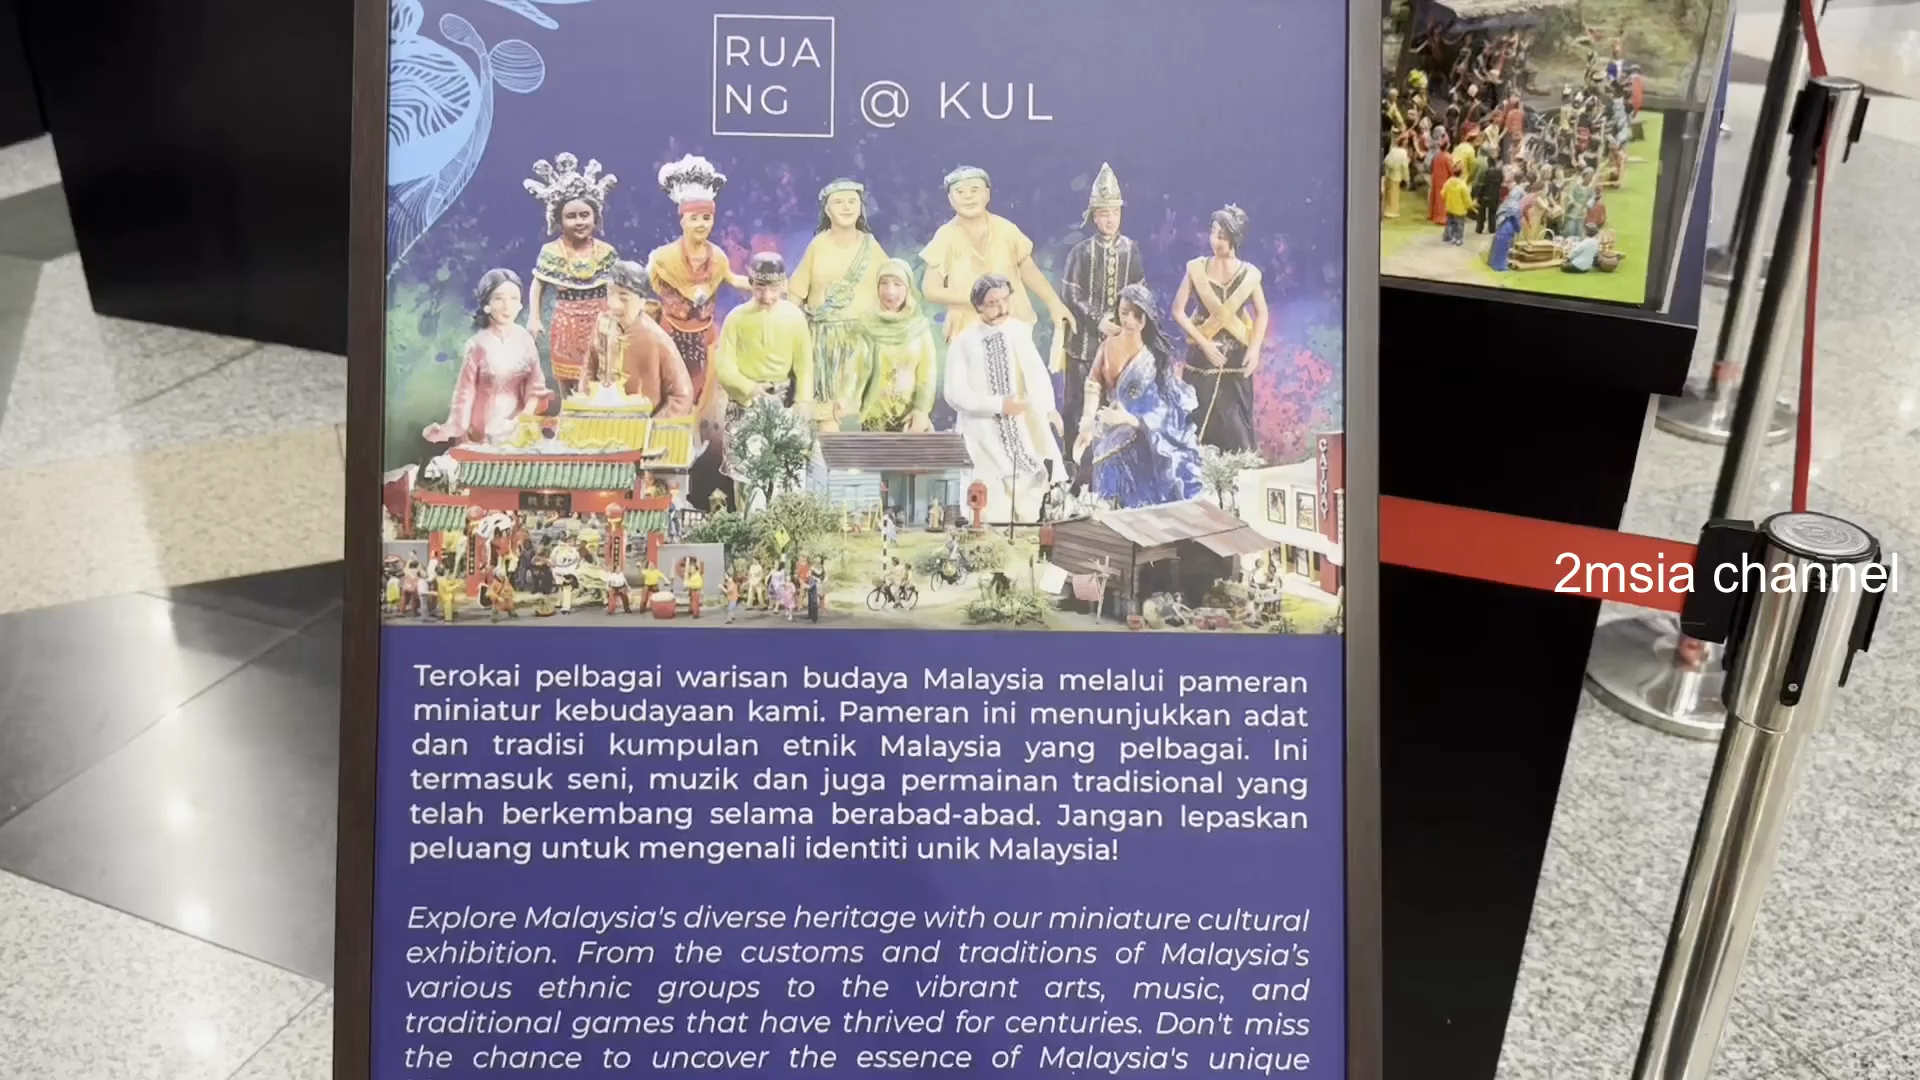 RUA
NG
@ KUL
CATHAY
2msia channel
Terokai pelbagai warisan budaya Malaysia melalui pameran
miniatur kebudayaan kami. Pameran ini menunjukkan adat
dan tradisi kumpulan etnik Malaysia yang pelbagai. Ini
termasuk seni, muzik dan juga permainan tradisional yang
telah berkembang selama berabad-abad. Jangan lepaskan
peluang untuk mengenali identiti unik Malaysia!
Explore Malaysia's diverse heritage with our miniature cultural
exhibition. From the customs and traditions of Malaysia's
various ethnic groups to the vibrant arts, music, and
traditional games that have thrived for centuries. Don't miss
the chance to uncover the essence of Malaysia's unique